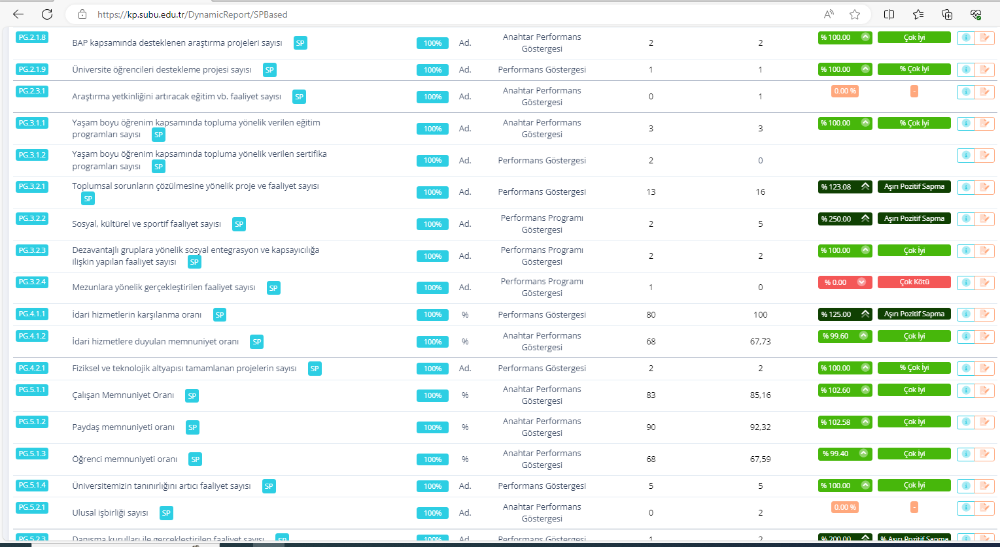 https://kp.subu.edu.tr/DynamicReport/SPBased
PG.2.1.8 BAP kapsamında desteklenen araştırma projeleri sayısı SP 100% Ad. Anahtar Performans Göstergesi 2 2 % 100.00 Çok İyi
PG.2.1.9 Üniversite öğrencileri destekleme projesi sayısı SP 100% Ad. Performans Göstergesi 1 1 % 100.00 % Çok İyi
PG.2.3.1 Araştırma yetkinliğini artıracak eğitim vb. faaliyet sayısı SP 100% Ad. Anahtar Performans Göstergesi 0 1 0.00 % -
PG.3.1.1 Yaşam boyu öğrenim kapsamında topluma yönelik verilen eğitim programları sayısı SP 100% Ad. Anahtar Performans Göstergesi 3 3 % 100.00 % Çok İyi
PG.3.1.2 Yaşam boyu öğrenim kapsamında topluma yönelik verilen sertifika programları sayısı SP 100% Ad. Performans Göstergesi 2 0
PG.3.2.1 Toplumsal sorunların çözülmesine yönelik proje ve faaliyet sayısı SP 100% Ad. Performans Göstergesi 13 16 % 123.08 Aşırı Pozitif Sapma
PG.3.2.2 Sosyal, kültürel ve sportif faaliyet sayısı SP 100% Ad. Performans Programı Göstergesi 2 5 % 250.00 Aşırı Pozitif Sapma
PG.3.2.3 Dezavantajlı gruplara yönelik sosyal entegrasyon ve kapsayıcılığa ilişkin yapılan faaliyet sayısı SP 100% Ad. Performans Programı Göstergesi 2 2 % 100.00 Çok İyi
PG.3.2.4 Mezunlara yönelik gerçekleştirilen faaliyet sayısı SP 100% Ad. Performans Programı Göstergesi 1 0 % 0.00 Çok Kötü
PG.4.1.1 İdari hizmetlerin karşılanma oranı SP 100% % Performans Göstergesi 80 100 % 125.00 Aşırı Pozitif Sapma
PG.4.1.2 İdari hizmetlere duyulan memnuniyet oranı SP 100% % Anahtar Performans Göstergesi 68 67,73 % 99.60 Çok İyi
PG.4.2.1 Fiziksel ve teknolojik altyapısı tamamlanan projelerin sayısı SP 100% Ad. Performans Göstergesi 2 2 % 100.00 % Çok İyi
PG.5.1.1 Çalışan Memnuniyet Oranı SP 100% % Anahtar Performans Göstergesi 83 85,16 % 102.60 Çok İyi
PG.5.1.2 Paydaş memnuniyeti oranı SP 100% % Anahtar Performans Göstergesi 90 92,32 % 102.58 Çok İyi
PG.5.1.3 Öğrenci memnuniyeti oranı SP 100% % Anahtar Performans Göstergesi 68 67,59 % 99.40 Çok İyi
PG.5.1.4 Üniversitemizin tanınırlığını artıcı faaliyet sayısı SP 100% Ad. Performans Göstergesi 5 5 % 100.00 Çok İyi
PG.5.2.1 Ulusal işbirliği sayısı SP 100% Ad. Anahtar Performans Göstergesi 0 2 0.00 % -
PG.5.2.3 Danışma kurulları ile gerçekleştirilen faaliyet sayısı SP 100% Ad. Performans Göstergesi 1 2 % 200.00 % Aşırı Pozitif Sapma